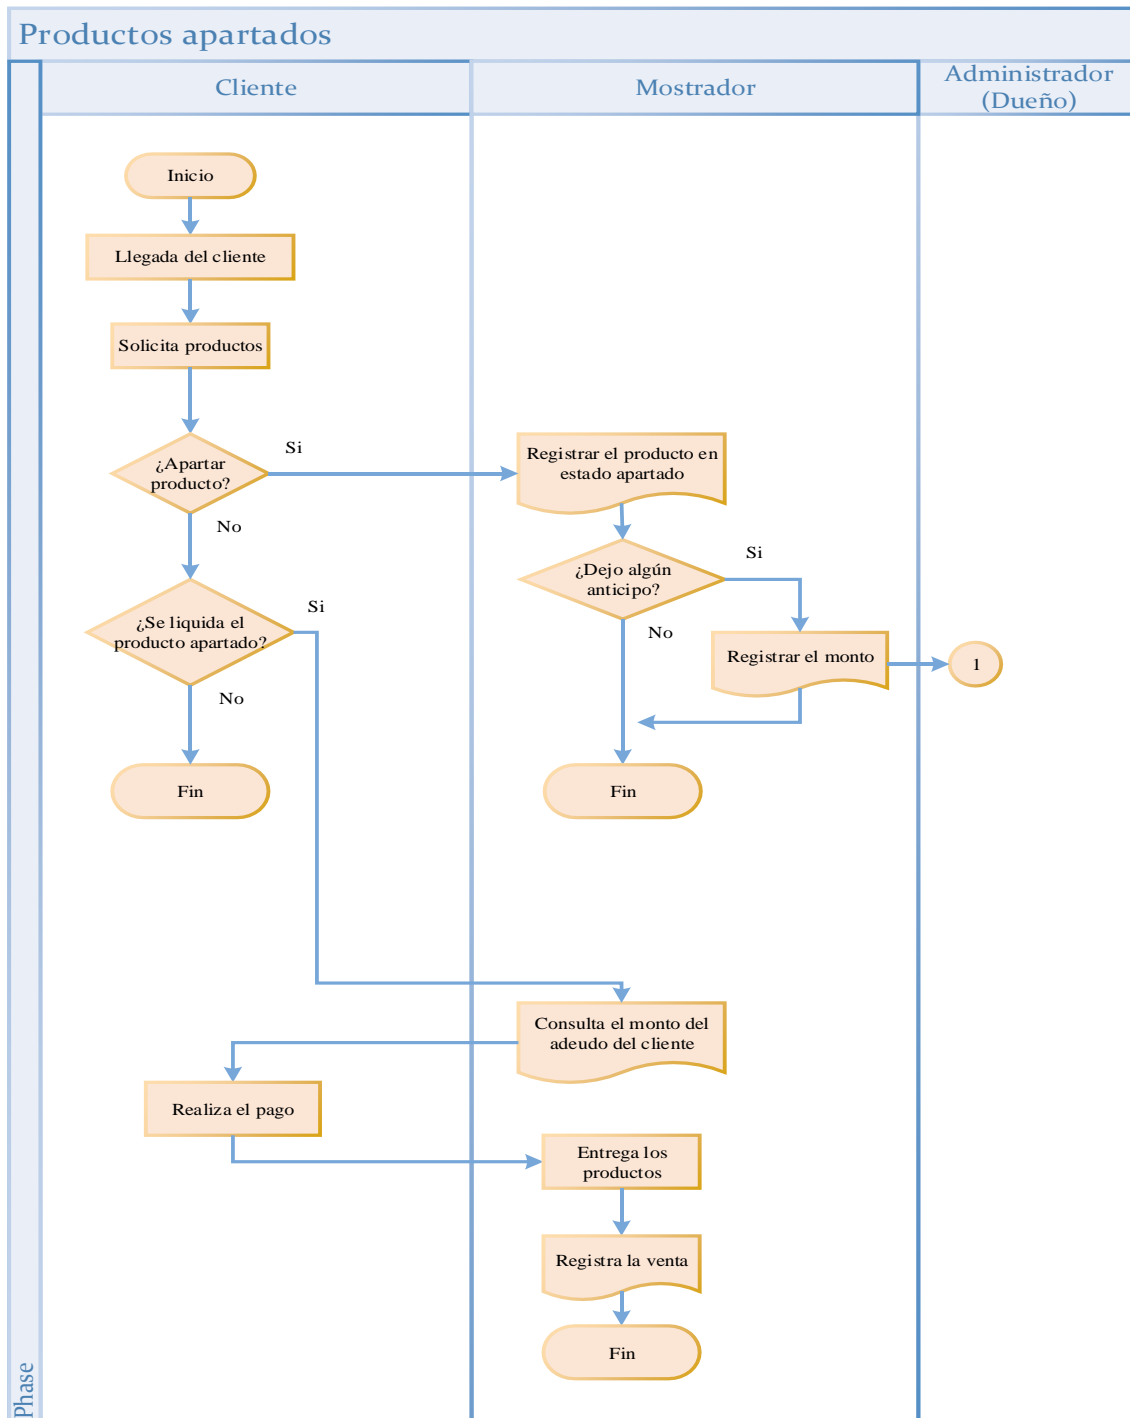 Productos apartados
Cliente
Mostrador
Administrador
(Dueño)
Inicio
Llegada del cliente
Solicita productos
¿Apartar
producto?
Si
No
Registrar el producto en
estado apartado
¿Dejo algún
anticipo?
Si
No
Registrar el monto
1
¿Se liquida el
producto apartado?
Si
No
Fin
Fin
Consulta el monto del
adeudo del cliente
Realiza el pago
Entrega los
productos
Registra la venta
Fin
Phase